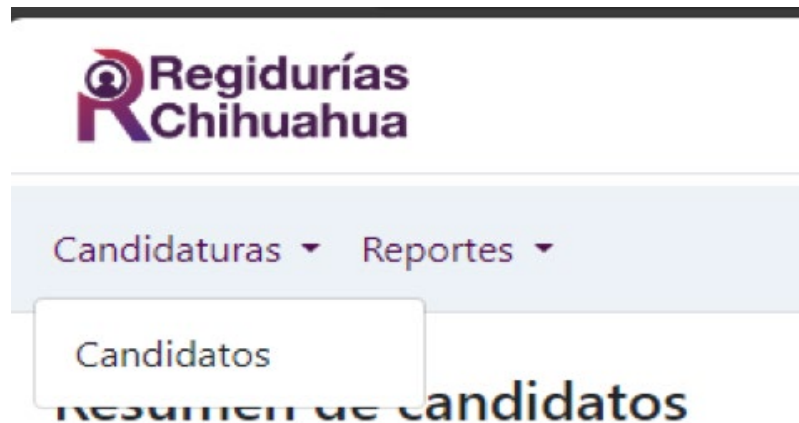 Regidurías
Chihuahua
Candidaturas Reportes
Candidatos
Resumen de candidatos